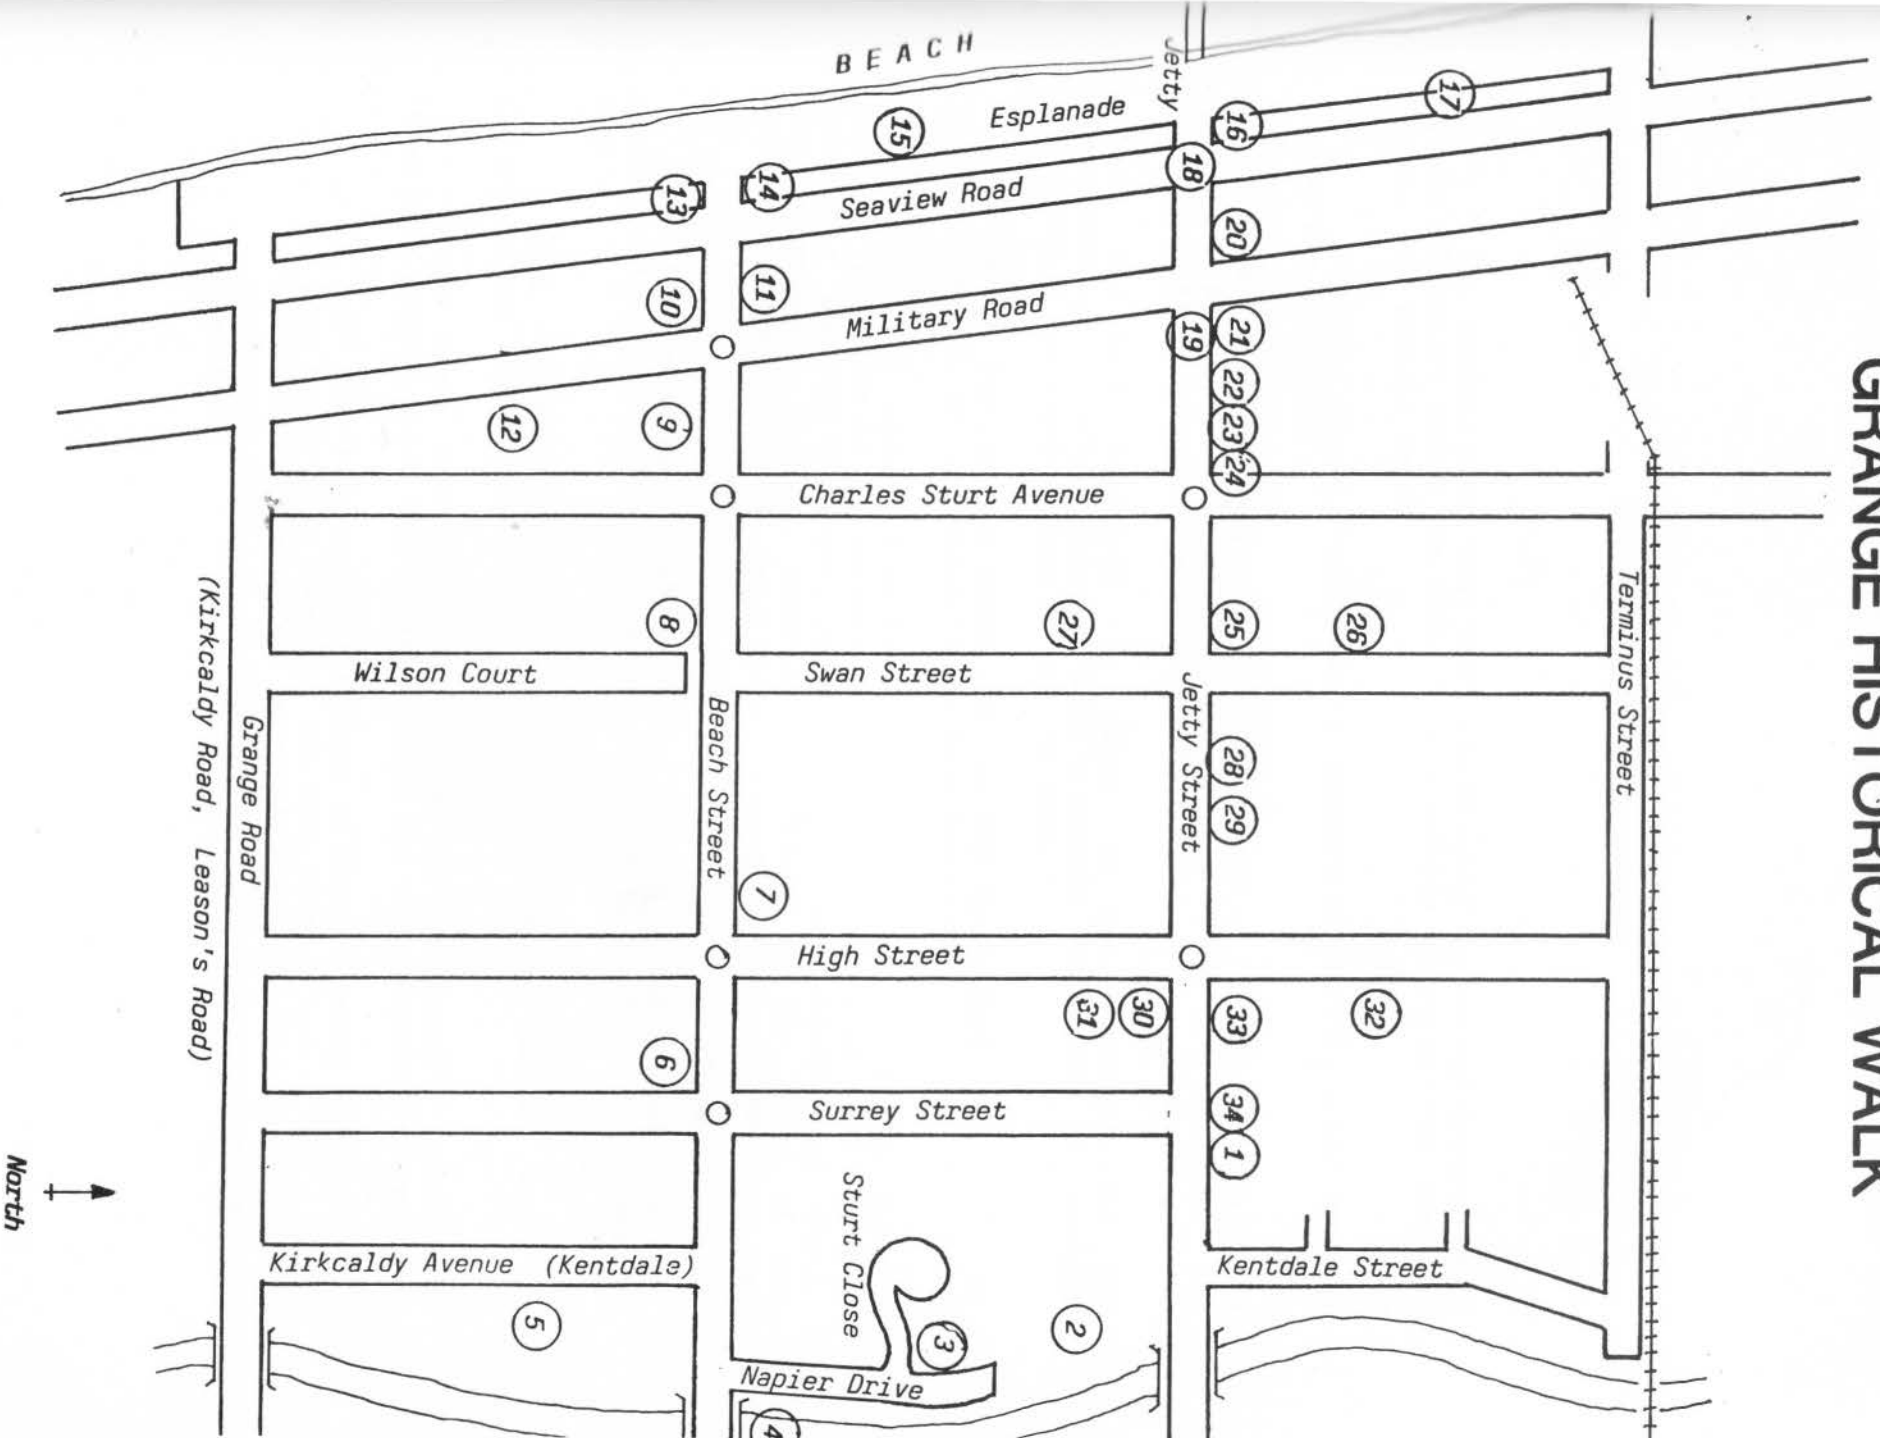 GRANGE HISTORICAL WALK
BEACH
Jetty
Esplanade
17
16
15
18
14
13
Seaview Road
20
11
10
Military Road
19
21
22
23
24
12
9
Charles Sturt Avenue
8
27
25
26
Wilson Court
Swan Street
Terminus Street
(Kirkcaldy Road, Leason's Road)
Grange Road
Beach Street
Jetty Street
28
29
7
High Street
31
30
33
32
6
Surrey Street
34
1
Sturt Close
North
Kirkcaldy Avenue (Kentdale)
Kentdale Street
5
3
2
Napier Drive
4